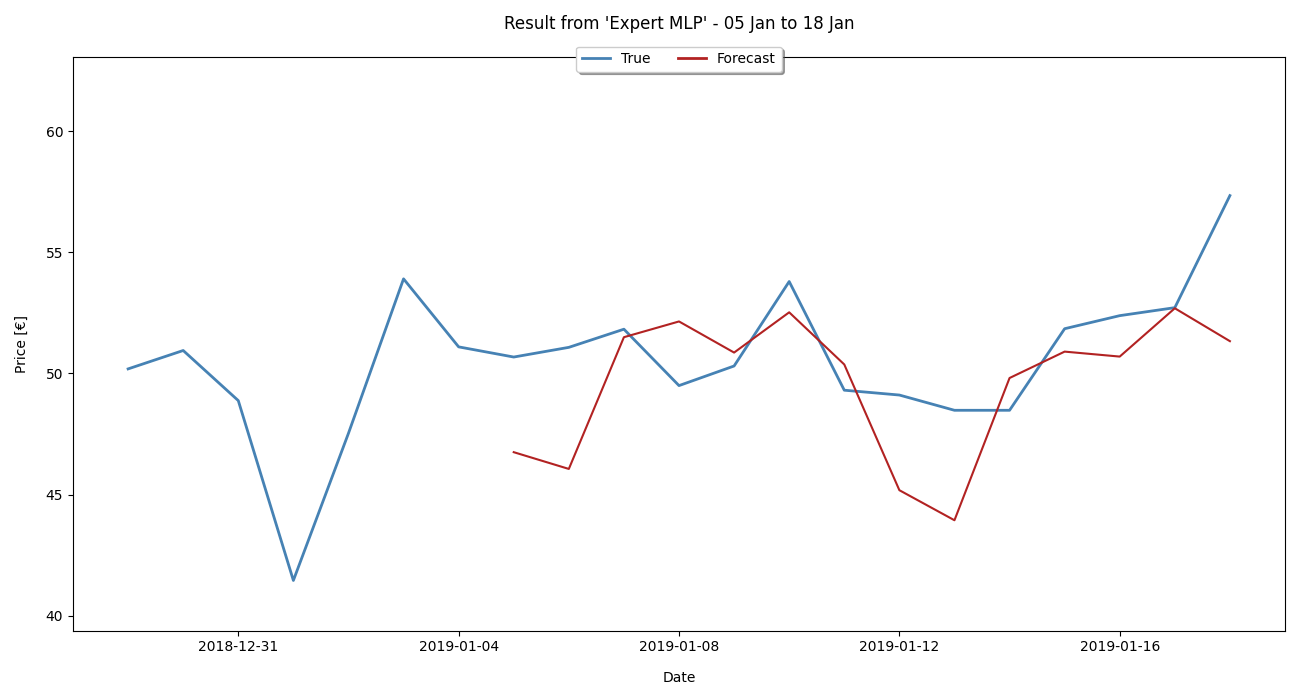 Result from 'Expert MLP' - 05 Jan to 18 Jan
True Forecast
60
55
50
45
40
Price [€]
2018-12-31 2019-01-04 2019-01-08 2019-01-12 2019-01-16
Date